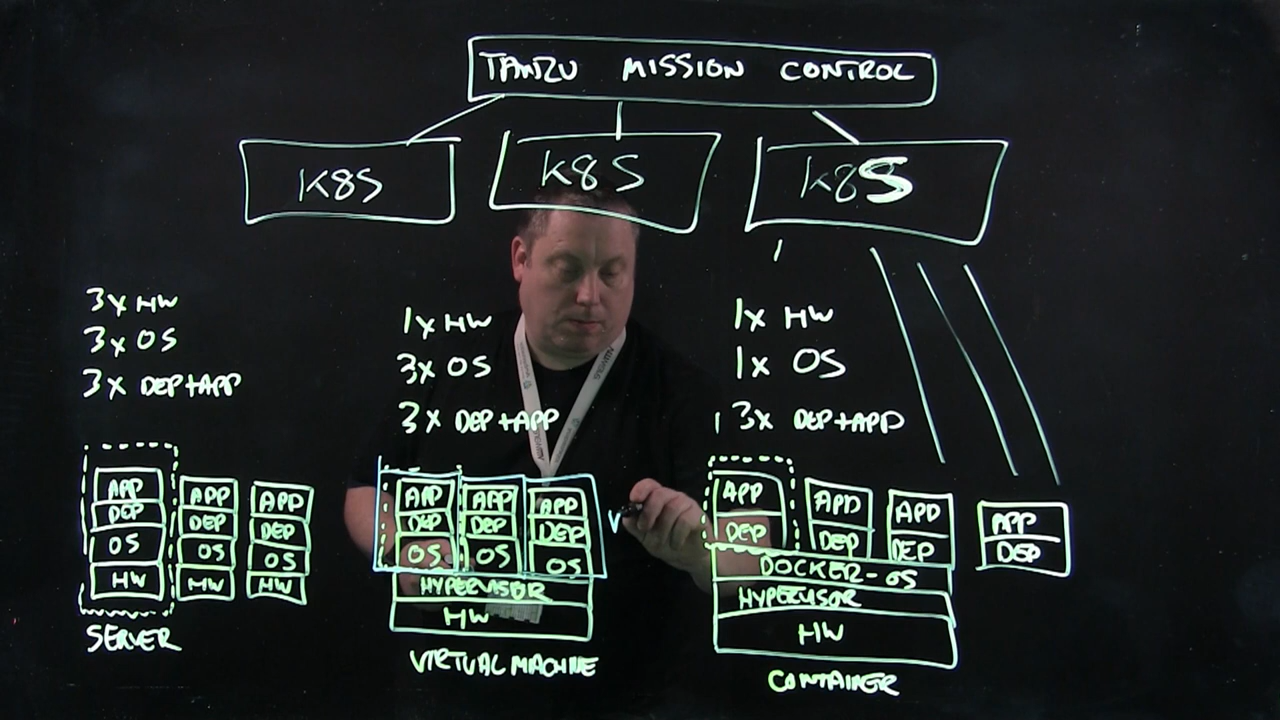 TANZU MISSION CONTROL
K8S
K8S
K8S
3x HW
3x OS
3x DEP+APP
1x HW
3x OS
3x DEP+APP
1x HW
1x OS
3x DEP+APP
APP
DEP
OS
HW
APP
DEP
OS
HW
APP
DEP
OS
HW
SERVER
APP
DEP
OS
APP
DEP
OS
APP
DEP
OS
HYPERVISOR
HW
VIRTUAL MACHINE
APP
DEP
APP
DEP
APP
DEP
DOCKER-OS
HYPERVISOR
HW
CONTAINER
APP
DEP